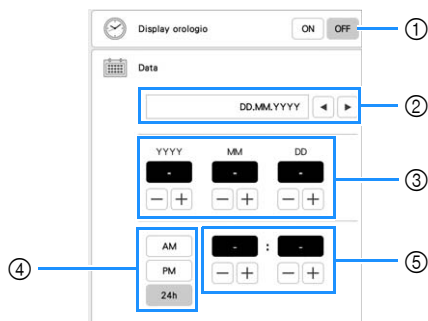 Display orologio ON OFF ①
Data
DD.MM.YYYY ◄ ► ②
YYYY MM DD
- - - ③
− + − + − +
④ AM - : - ⑤
PM − + − +
24h